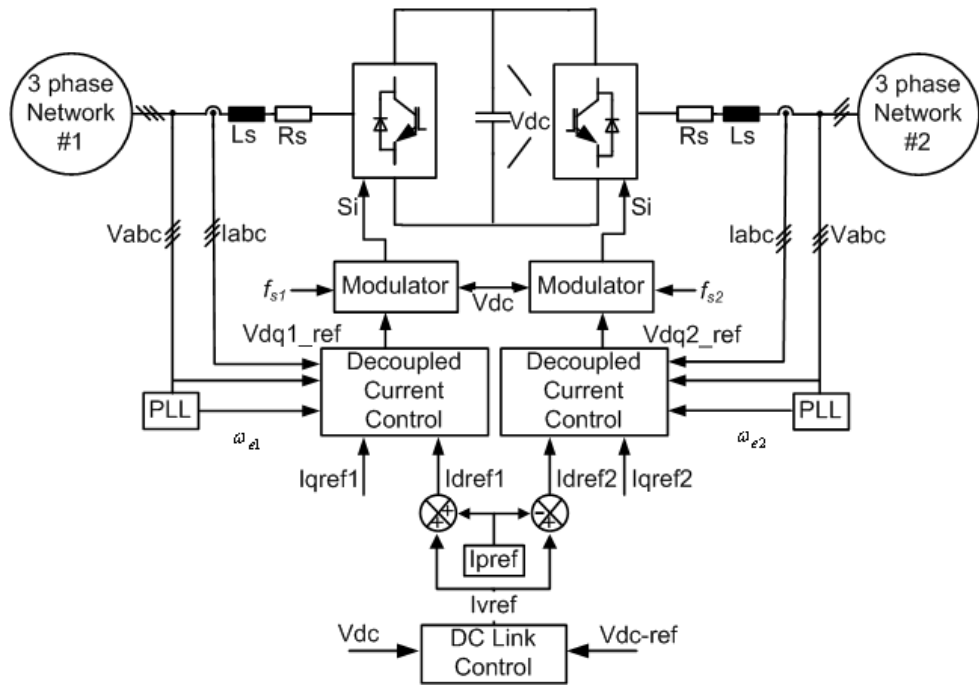 3 phase
Network
#1
Ls
Rs
Vdc
Rs
Ls
3 phase
Network
#2
Si
Si
Vabc
Iabc
Iabc
Vabc
fs1
Modulator
Vdc
Modulator
fs2
Vdq1_ref
Vdq2_ref
Decoupled
Current
Control
Decoupled
Current
Control
PLL
PLL
ωe1
ωe2
Iqref1
Idref1
Idref2
Iqref2
+
+
-
+
Ipref
Ivref
Vdc
DC Link
Control
Vdc-ref